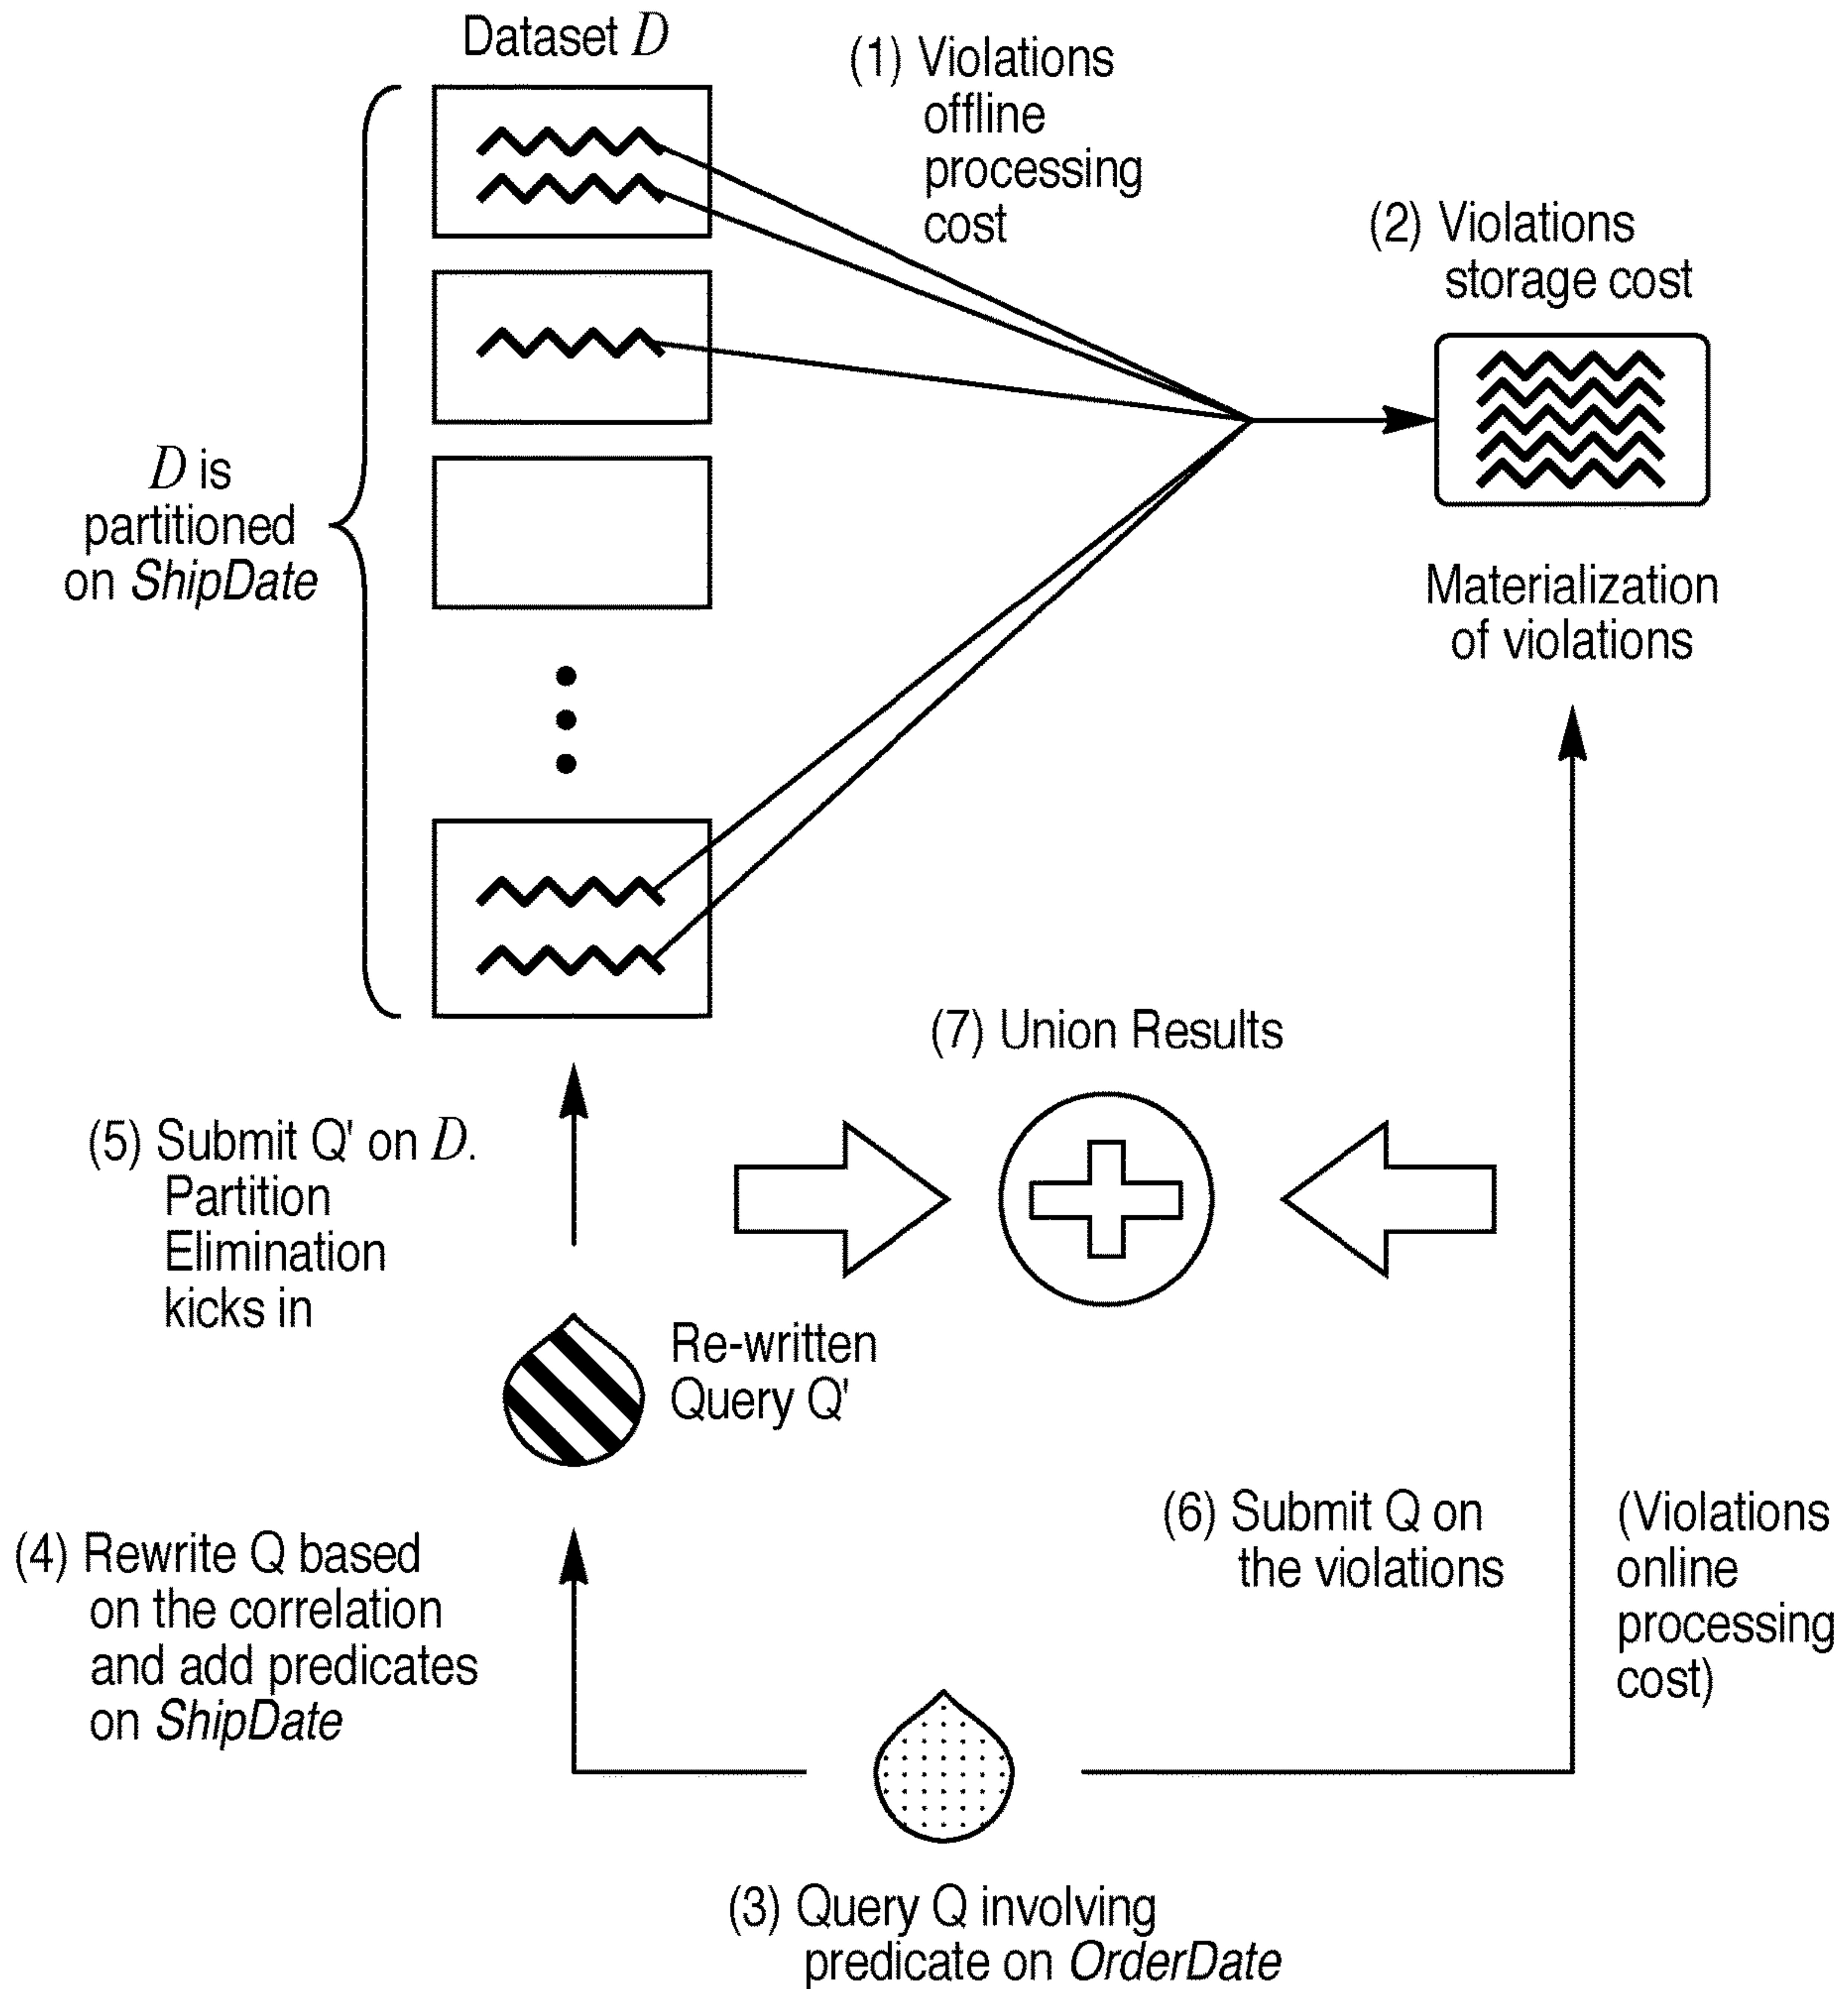 Dataset D
(1) Violations
offline
processing
cost
(2) Violations
storage cost
D is
partitioned
on ShipDate
Materialization
of violations
(7) Union Results
(5) Submit Q' on D.
Partition
Elimination
kicks in
Re-written
Query Q'
(6) Submit Q on
the violations
(Violations
online
processing
cost)
(4) Rewrite Q based
on the correlation
and add predicates
on ShipDate
(3) Query Q involving
predicate on OrderDate